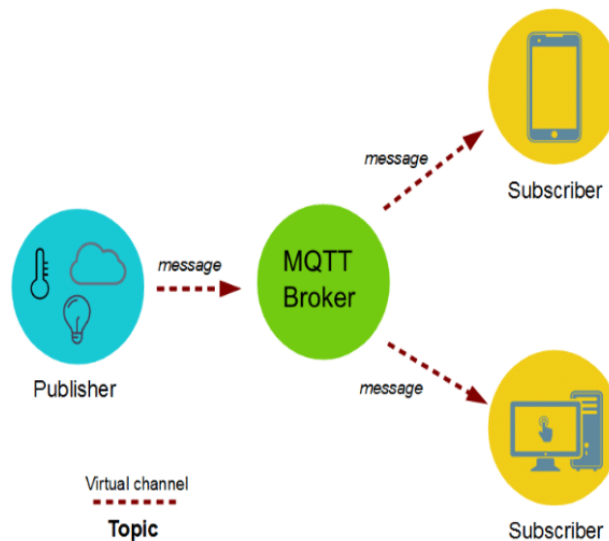 message
Subscriber
message
MQTT
Broker
Publisher
message
Virtual channel
Topic
Subscriber